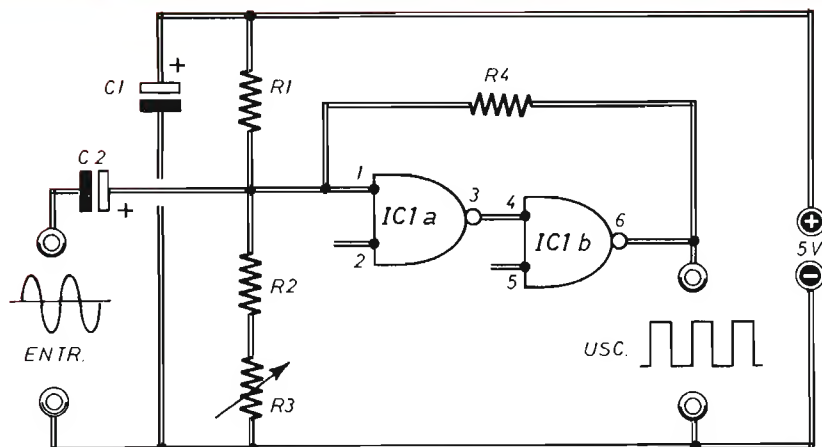 C1
+
R1
R4
C2
+
1
IC1a
3
2
4
IC1b
6
5
R2
R3
ENTR.
USC.
+
5V
−